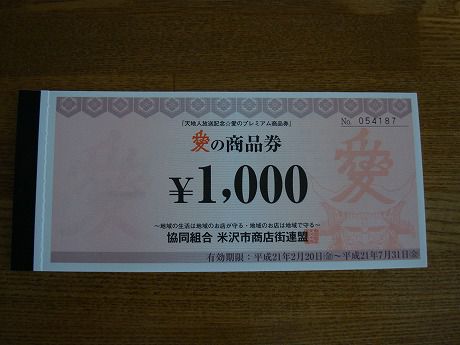 「天地人放送記念☆愛のプレミアム商品券」
No. 054187
愛の商品券
¥1,000
愛
～地域の生活は地域のお店が守る・地域のお店は地域で守る～
協同組合 米沢市商店街連盟
有効期限：平成21年2月20日㈮～平成21年7月31日㈮